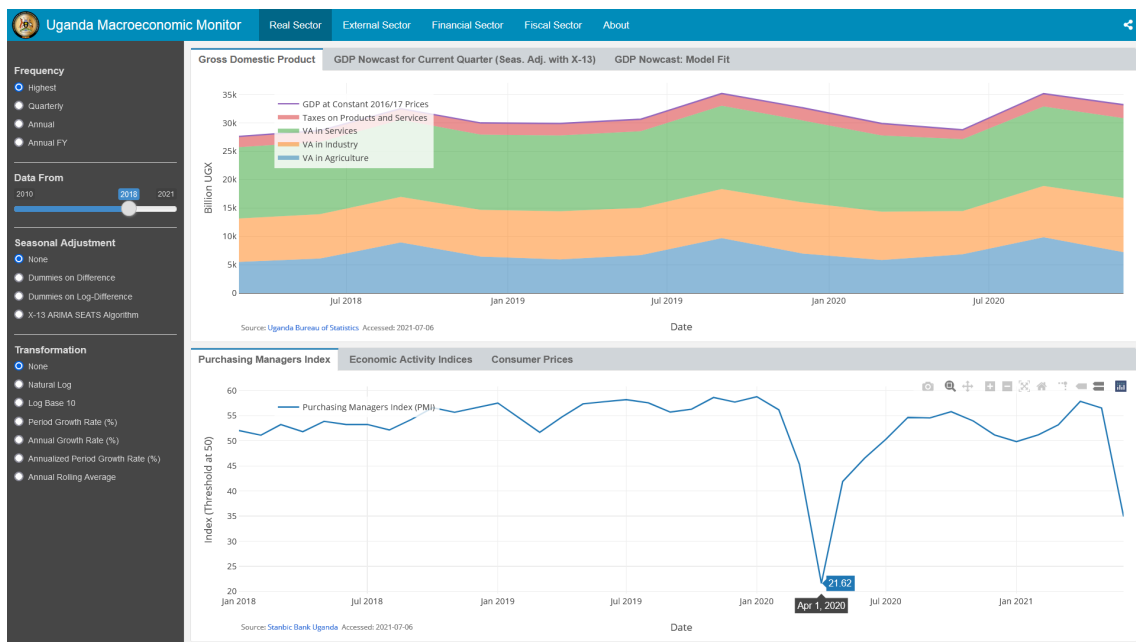 Uganda Macroeconomic Monitor
Real Sector
External Sector
Financial Sector
Fiscal Sector
About
Frequency
Highest
Quarterly
Annual
Annual FY
Data From
2010 2018 2021
Seasonal Adjustment
None
Dummies on Difference
Dummies on Log-Difference
X-13 ARIMA SEATS Algorithm
Transformation
None
Natural Log
Log Base 10
Period Growth Rate (%)
Annual Growth Rate (%)
Annualized Period Growth Rate (%)
Annual Rolling Average
Gross Domestic Product
GDP Nowcast for Current Quarter (Seas. Adj. with X-13)
GDP Nowcast: Model Fit
GDP at Constant 2016/17 Prices
Taxes on Products and Services
VA in Services
VA in Industry
VA in Agriculture
Billion UGX
35k
30k
25k
20k
15k
10k
5k
0
Jul 2018
Jan 2019
Jul 2019
Jan 2020
Jul 2020
Date
Source: Uganda Bureau of Statistics Accessed: 2021-07-06
Purchasing Managers Index
Economic Activity Indices
Consumer Prices
Purchasing Managers Index (PMI)
Index (Threshold at 50)
60
55
50
45
40
35
30
25
20
21.62
Apr 1, 2020
Jan 2018
Jul 2018
Jan 2019
Jul 2019
Jan 2020
Jul 2020
Jan 2021
Date
Source: Stanbic Bank Uganda Accessed: 2021-07-06